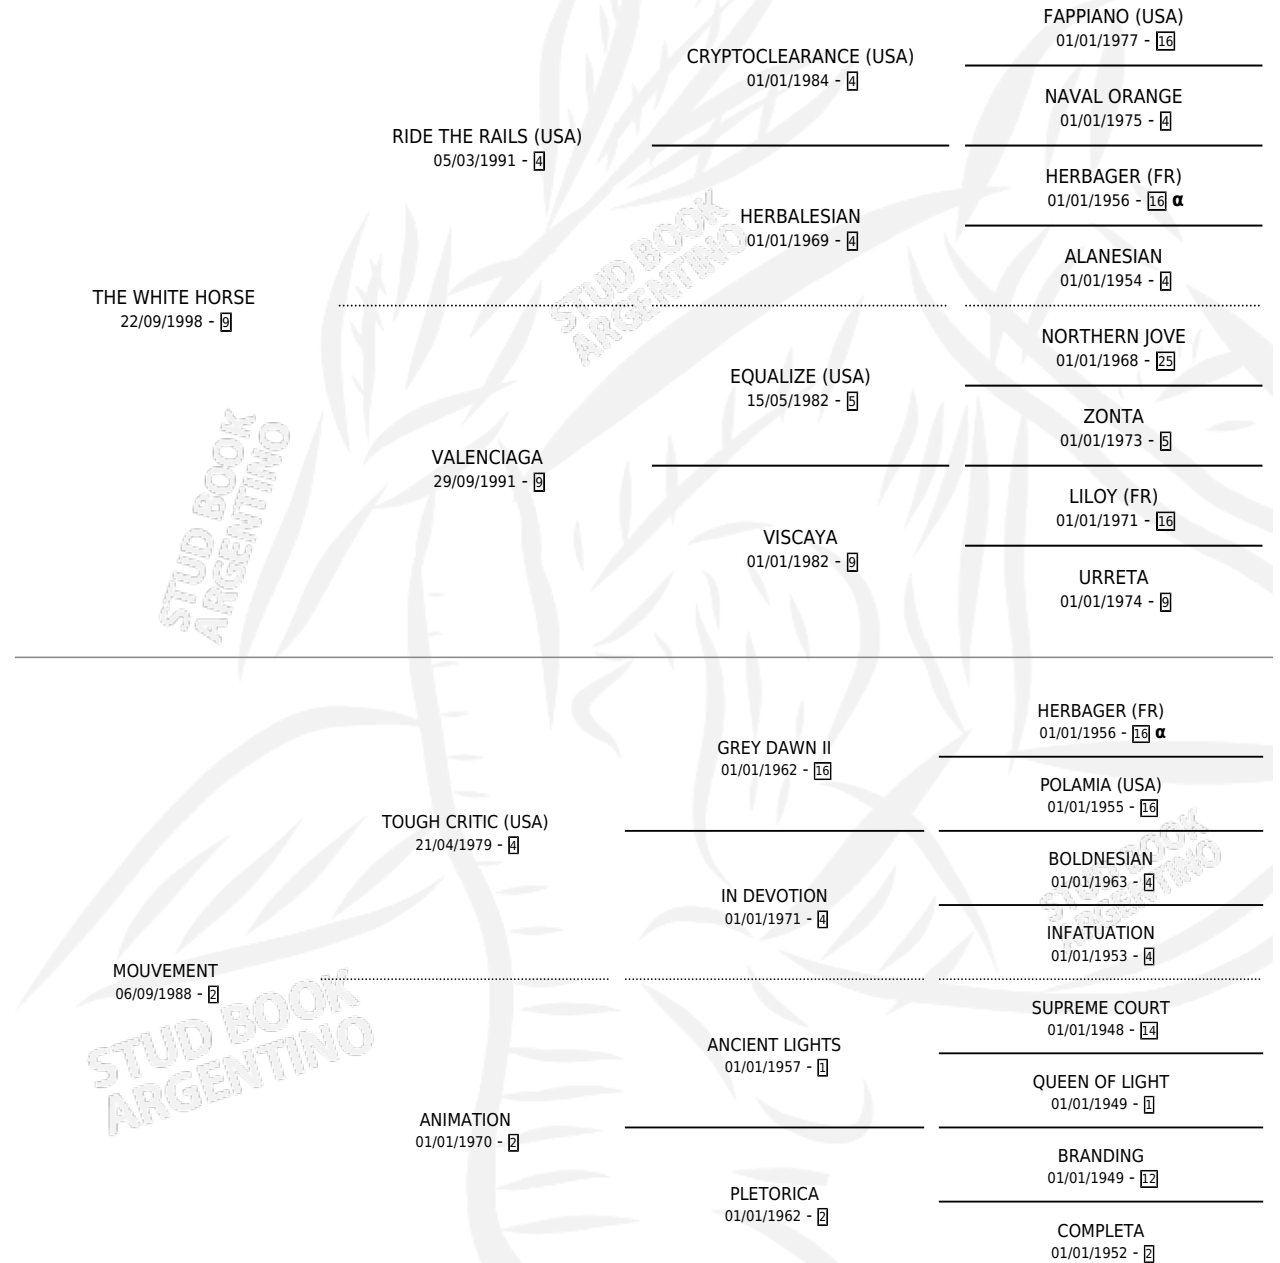 FAPPIANO (USA)
01/01/1977 - 16
CRYPTOCLEARANCE (USA)
01/01/1984 - 4
NAVAL ORANGE
01/01/1975 - 4
RIDE THE RAILS (USA)
05/03/1991 - 4
HERBAGER (FR)
01/01/1956 - 16 α
HERBALESIAN
01/01/1969 - 4
ALANESIAN
01/01/1954 - 4
THE WHITE HORSE
22/09/1998 - 9
NORTHERN JOVE
01/01/1968 - 25
EQUALIZE (USA)
15/05/1982 - 5
ZONTA
01/01/1973 - 5
VALENCIAGA
29/09/1991 - 9
LILOY (FR)
01/01/1971 - 16
VISCAYA
01/01/1982 - 9
URRETA
01/01/1974 - 9
HERBAGER (FR)
01/01/1956 - 16 α
GREY DAWN II
01/01/1962 - 16
POLAMIA (USA)
01/01/1955 - 16
TOUGH CRITIC (USA)
21/04/1979 - 4
BOLDNESIAN
01/01/1963 - 4
IN DEVOTION
01/01/1971 - 4
INFATUATION
01/01/1953 - 4
MOUVEMENT
06/09/1988 - 2
SUPREME COURT
01/01/1948 - 14
ANCIENT LIGHTS
01/01/1957 - 1
QUEEN OF LIGHT
01/01/1949 - 1
ANIMATION
01/01/1970 - 2
BRANDING
01/01/1949 - 12
PLETORICA
01/01/1962 - 2
COMPLETA
01/01/1952 - 2
STUD BOOK
ARGENTINO
STUD BOOK
ARGENTINO
STUD BOOK
ARGENTINO
STUD BOOK
ARGENTINO